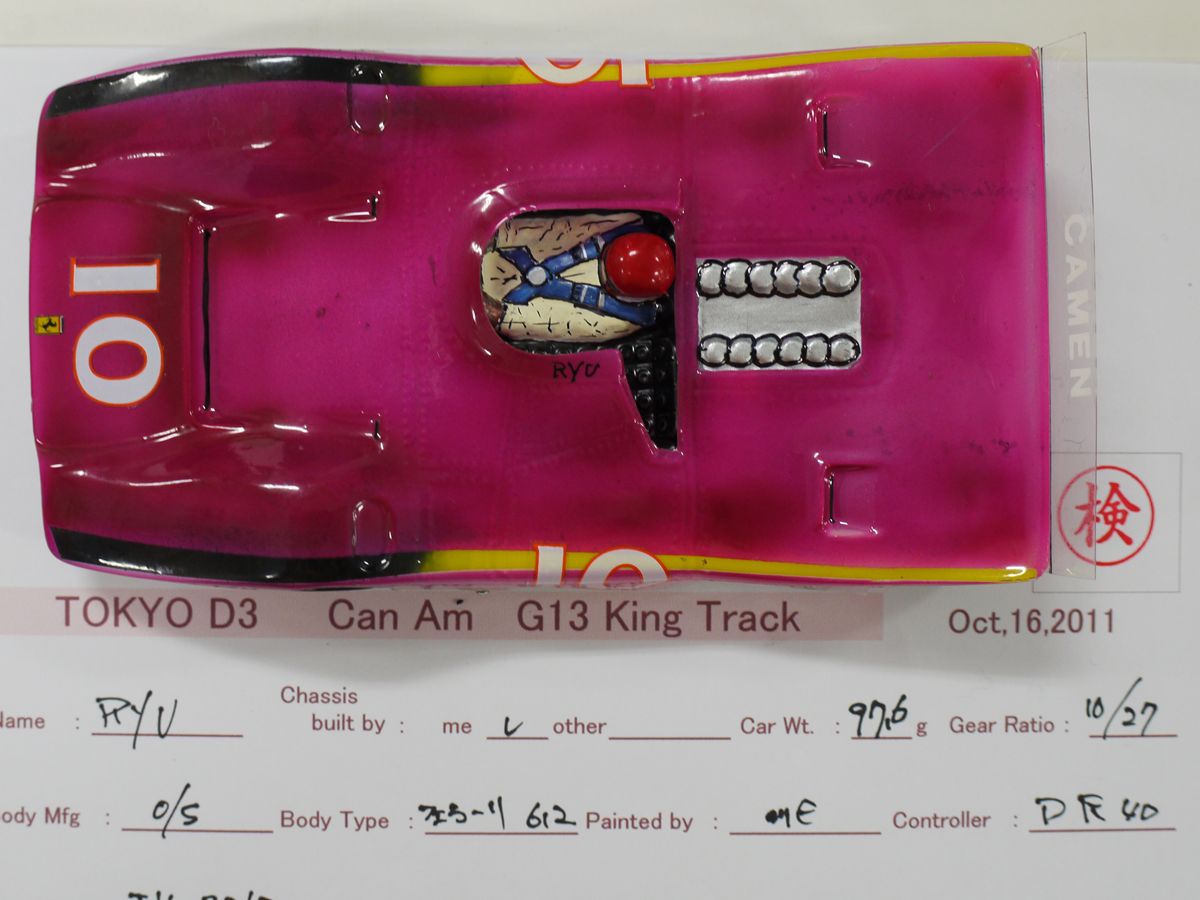 10
10
10
RYU
CAMEN
検
TOKYO D3 Can Am G13 King Track Oct,16,2011
Name : RYU Chassis built by : me ✓ other Car Wt. : 97.6 g Gear Ratio : 10/27
Body Mfg : O/S Body Type : フェラーリ 612 Painted by : ME Controller : DR 40